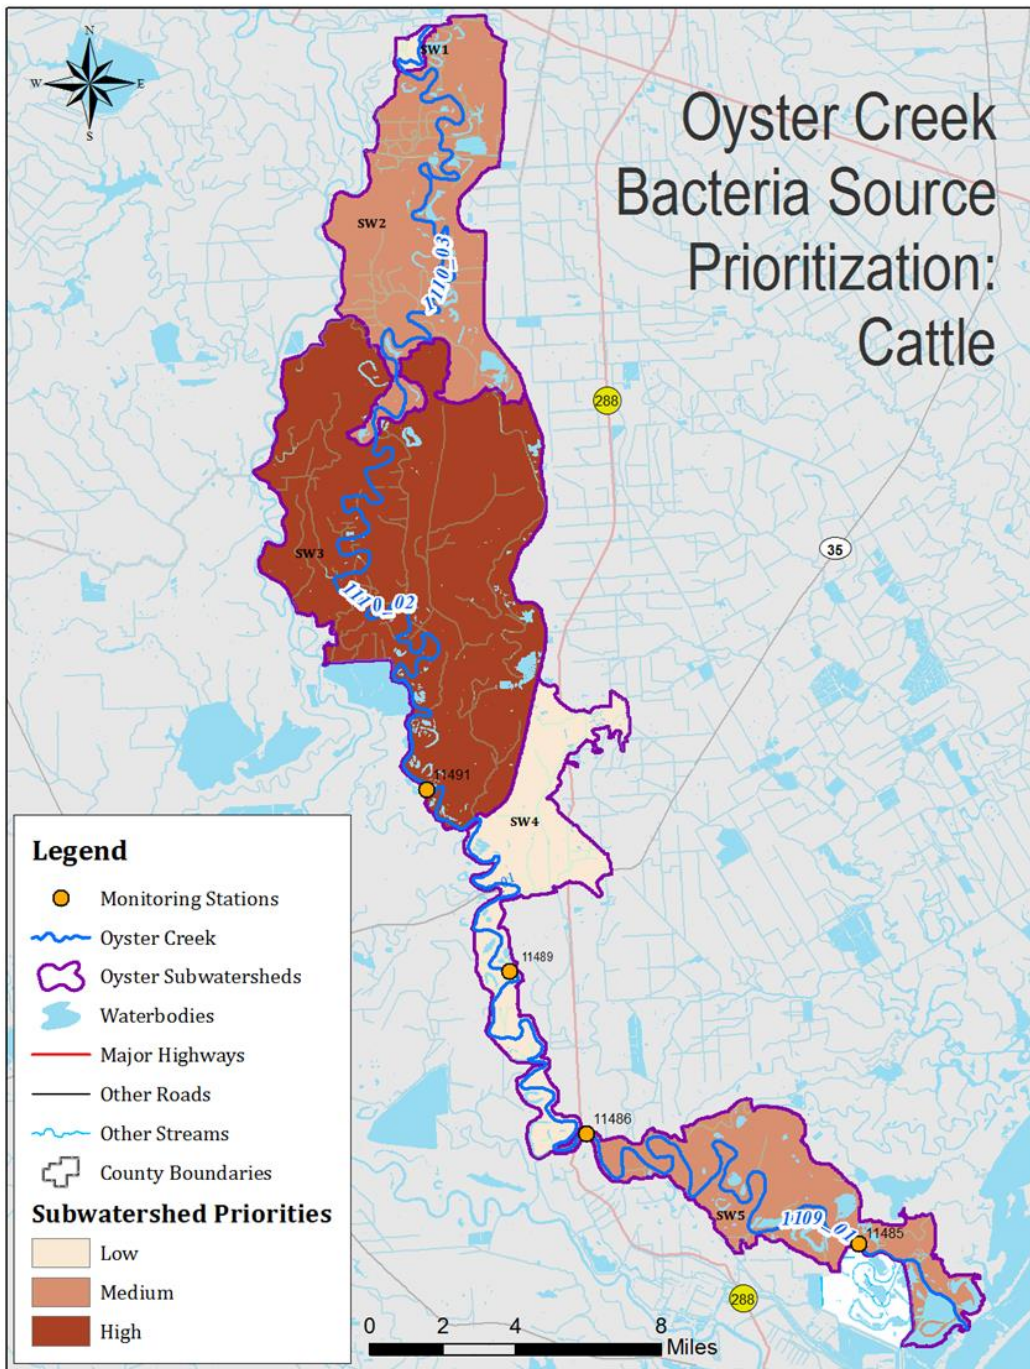 Oyster Creek
Bacteria Source
Prioritization:
Cattle
N
W
E
S
SW1
SW2
1110_03
288
35
SW3
1110_02
11491
SW4
11489
11486
SW5
1109_01
11485
288
Legend
Monitoring Stations
Oyster Creek
Oyster Subwatersheds
Waterbodies
Major Highways
Other Roads
Other Streams
County Boundaries
Subwatershed Priorities
Low
Medium
High
0 2 4 8
Miles